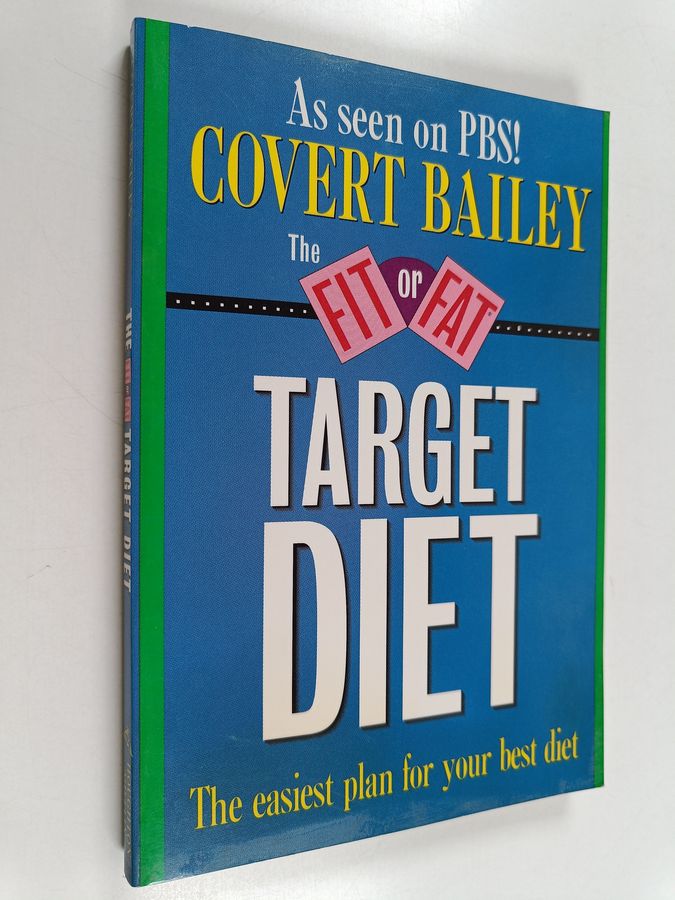 As seen on PBS!
COVERT BAILEY
The
FIT or FAT
TARGET
DIET
The easiest plan for your best diet
THE FIT or FAT TARGET DIET